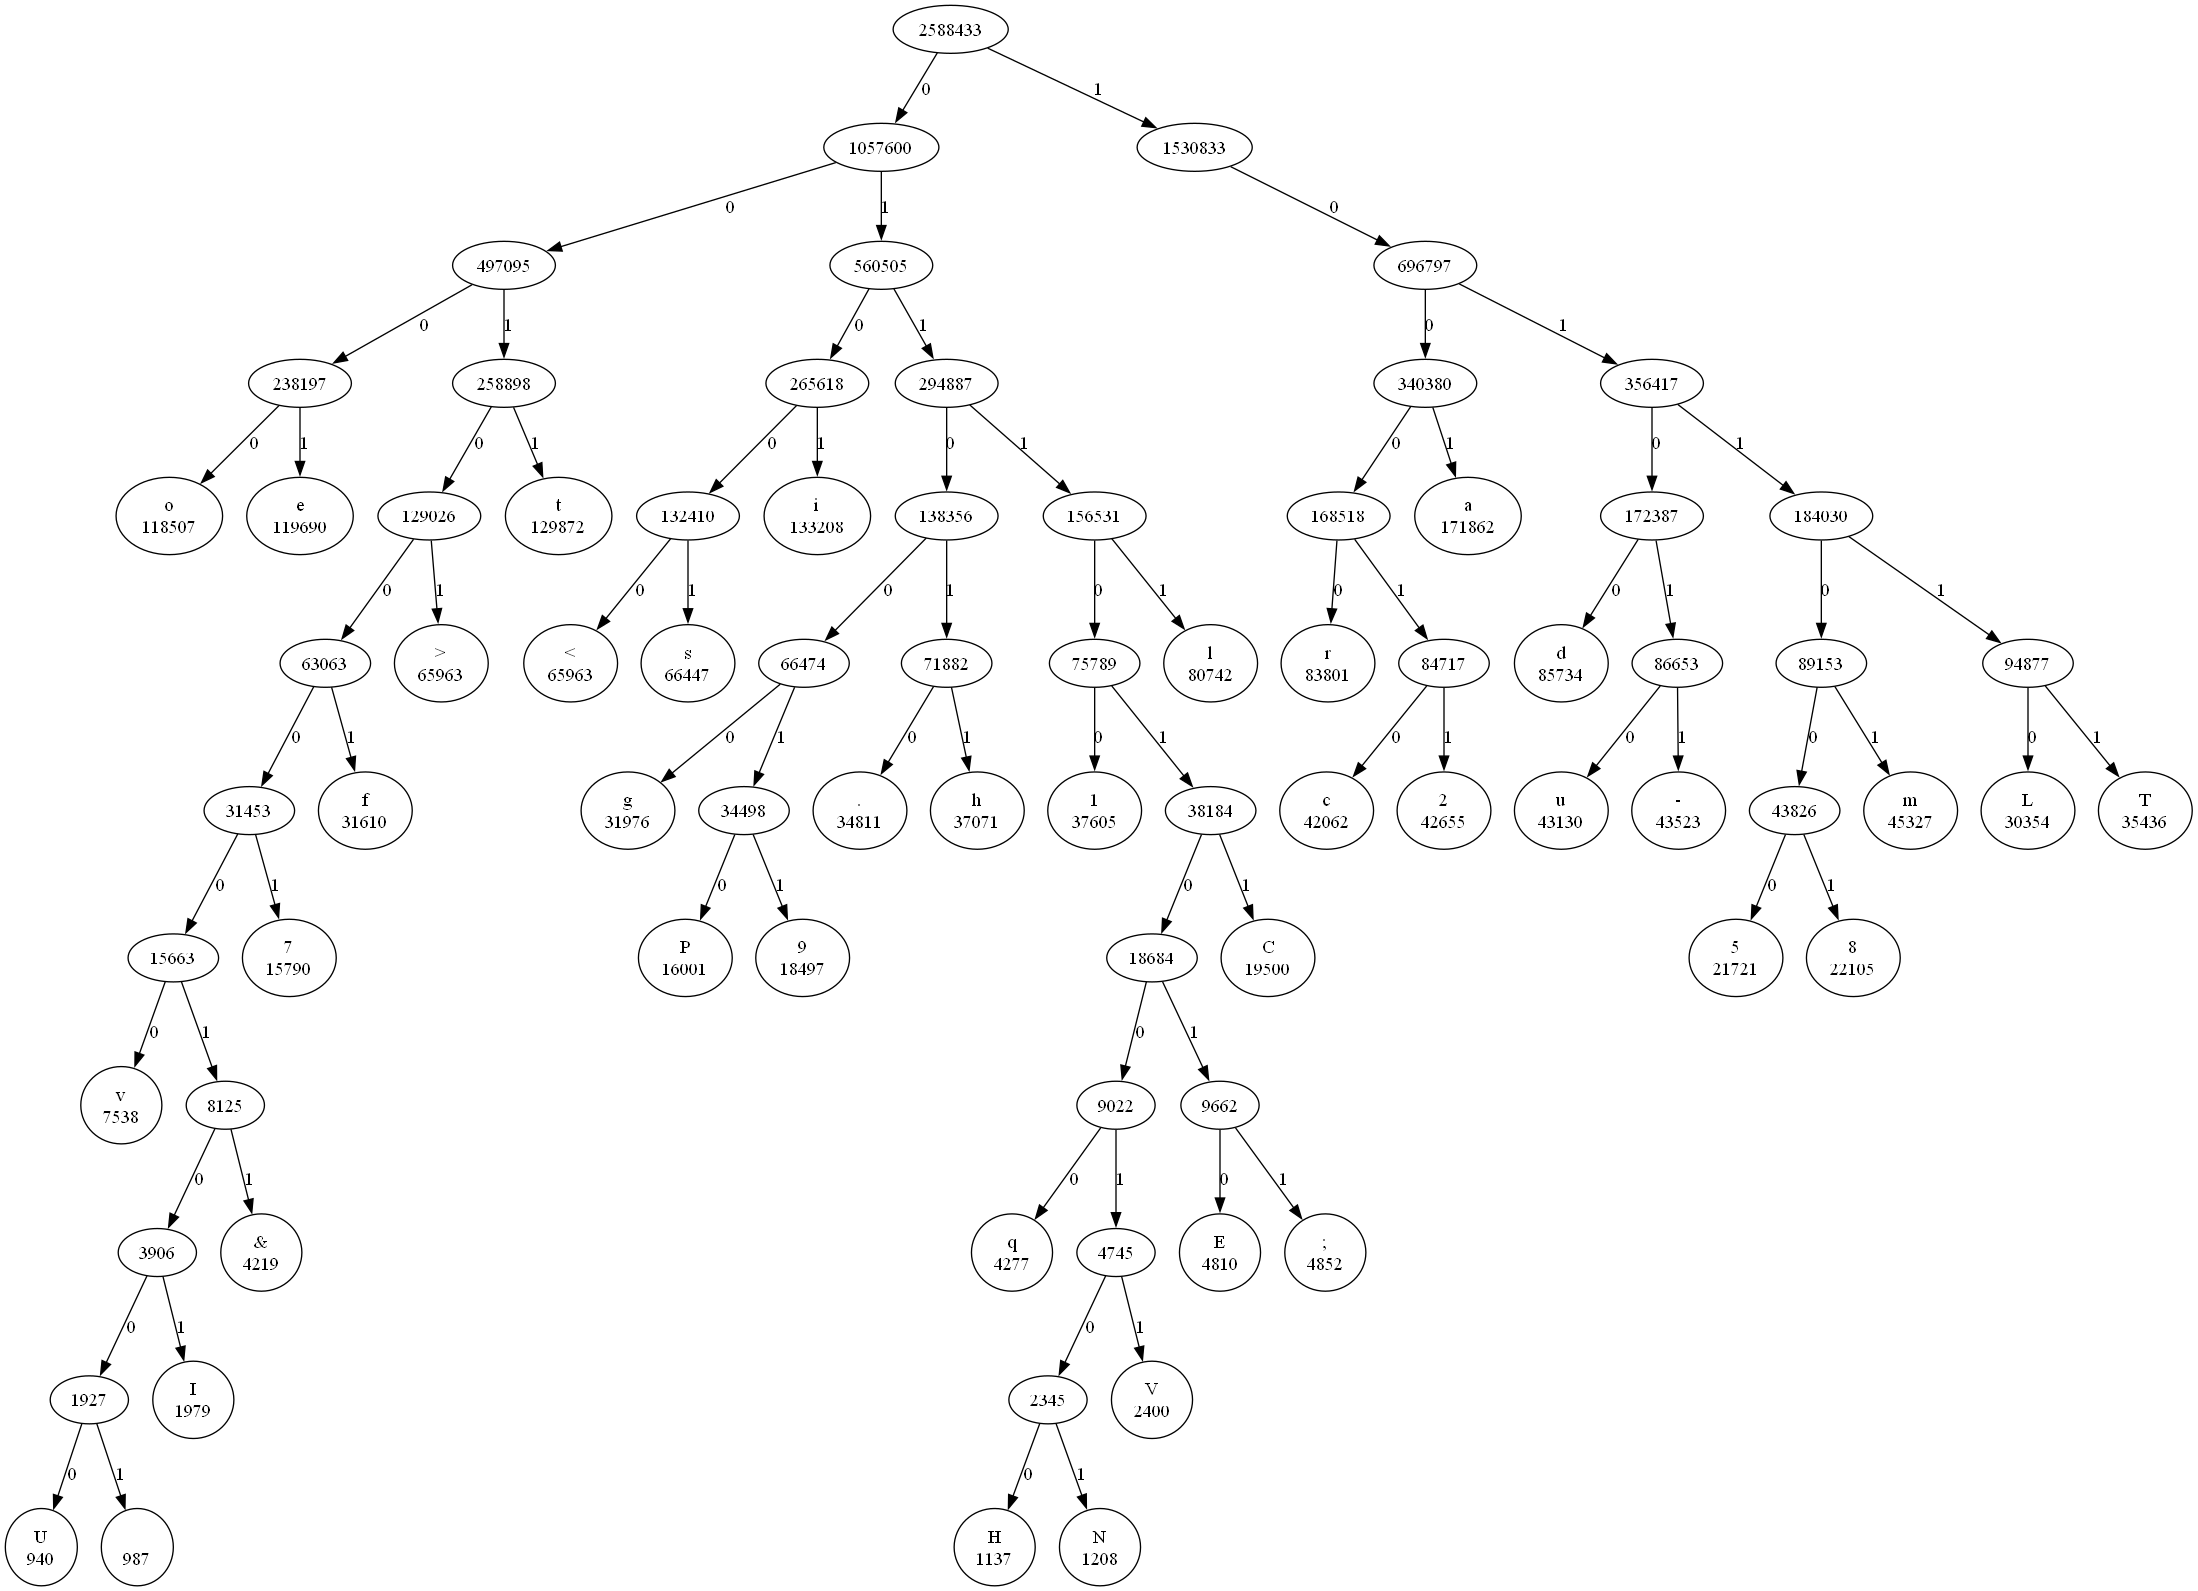 2588433
0 1
1057600 1530833
0 1 0
497095 560505 696797
0 1 0 1 0 1
238197 258898 265618 294887 340380 356417
0 1 0 1 0 1 0 1 0 1 0 1
o e 129026 t 132410 i 138356 156531 168518 a 172387 184030
118507 119690 129872 133208 171862
0 1 0 1 0 1 0 1 0 1 0 1 0 1
63063 > < s 66474 71882 75789 l r 84717 d 86653 89153 94877
65963 65963 66447 80742 83801 85734
0 1 0 1 0 1 0 1 0 1 0 1 0 1 0 1
31453 f g 34498 . h 1 38184 c 2 u - 43826 m L T
31610 31976 34811 37071 37605 42062 42655 43130 43523 45327 30354 35436
0 1 0 1 0 1 0 1
15663 7 P 9 18684 C 5 8
15790 16001 18497 19500 21721 22105
0 1 0 1
v 8125 9022 9662
7538
0 1 0 1 0 1
3906 & q 4745 E ;
4219 4277 4810 4852
0 1 0 1
1927 I 2345 V
1979 2400
0 1 0 1
U H N
940 987 1137 1208